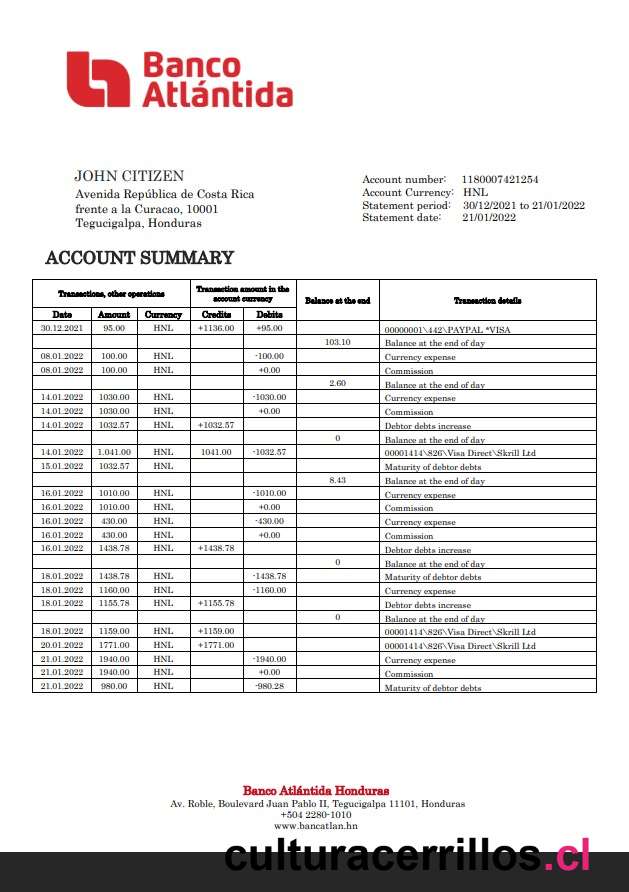 Banco
Atlántida
JOHN CITIZEN
Avenida República de Costa Rica
frente a la Curacao, 10001
Tegucigalpa, Honduras
Account number: 1180007421254
Account Currency: HNL
Statement period: 30/12/2021 to 21/01/2022
Statement date: 21/01/2022
ACCOUNT SUMMARY
Transactions, other operations Transaction amount in the account currency Balance at the end Transaction details
Date Amount Currency Credits Debits
30.12.2021 95.00 HNL +1136.00 +95.00 00000001\442\PAYPAL *VISA
103.10 Balance at the end of day
08.01.2022 100.00 HNL -100.00 Currency expense
08.01.2022 100.00 HNL +0.00 Commission
2.60 Balance at the end of day
14.01.2022 1030.00 HNL -1030.00 Currency expense
14.01.2022 1030.00 HNL +0.00 Commission
14.01.2022 1032.57 HNL +1032.57 Debtor debts increase
0 Balance at the end of day
14.01.2022 1.041.00 HNL 1041.00 -1032.57 00001414\826\Visa Direct\Skrill Ltd
15.01.2022 1032.57 HNL Maturity of debtor debts
8.43 Balance at the end of day
16.01.2022 1010.00 HNL -1010.00 Currency expense
16.01.2022 1010.00 HNL +0.00 Commission
16.01.2022 430.00 HNL -430.00 Currency expense
16.01.2022 430.00 HNL +0.00 Commission
16.01.2022 1438.78 HNL +1438.78 Debtor debts increase
0 Balance at the end of day
18.01.2022 1438.78 HNL -1438.78 Maturity of debtor debts
18.01.2022 1160.00 HNL -1160.00 Currency expense
18.01.2022 1155.78 HNL +1155.78 Debtor debts increase
0 Balance at the end of day
18.01.2022 1159.00 HNL +1159.00 00001414\826\Visa Direct\Skrill Ltd
20.01.2022 1771.00 HNL +1771.00 00001414\826\Visa Direct\Skrill Ltd
21.01.2022 1940.00 HNL -1940.00 Currency expense
21.01.2022 1940.00 HNL +0.00 Commission
21.01.2022 980.00 HNL -980.28 Maturity of debtor debts
Banco Atlántida Honduras
Av. Roble, Boulevard Juan Pablo II, Tegucigalpa 11101, Honduras
+504 2280-1010
www.bancatlan.hn
culturacerrillos.cl